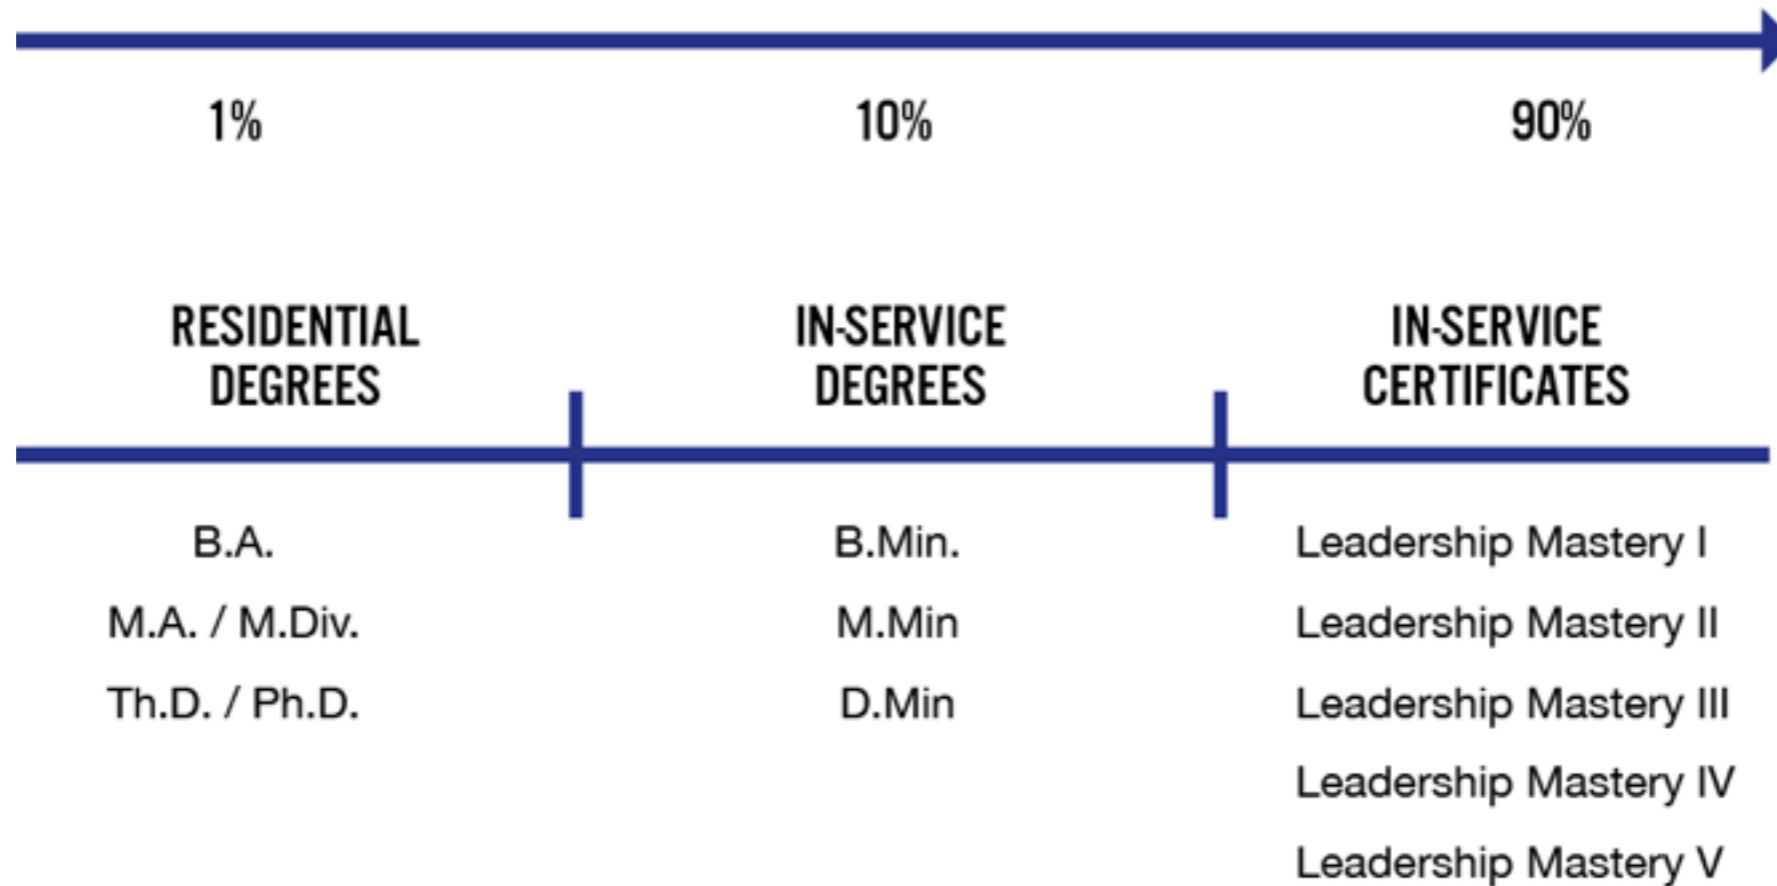 1%
10%
90%
RESIDENTIAL
DEGREES
IN-SERVICE
DEGREES
IN-SERVICE
CERTIFICATES
B.A.
M.A. / M.Div.
Th.D. / Ph.D.
B.Min.
M.Min
D.Min
Leadership Mastery I
Leadership Mastery II
Leadership Mastery III
Leadership Mastery IV
Leadership Mastery V